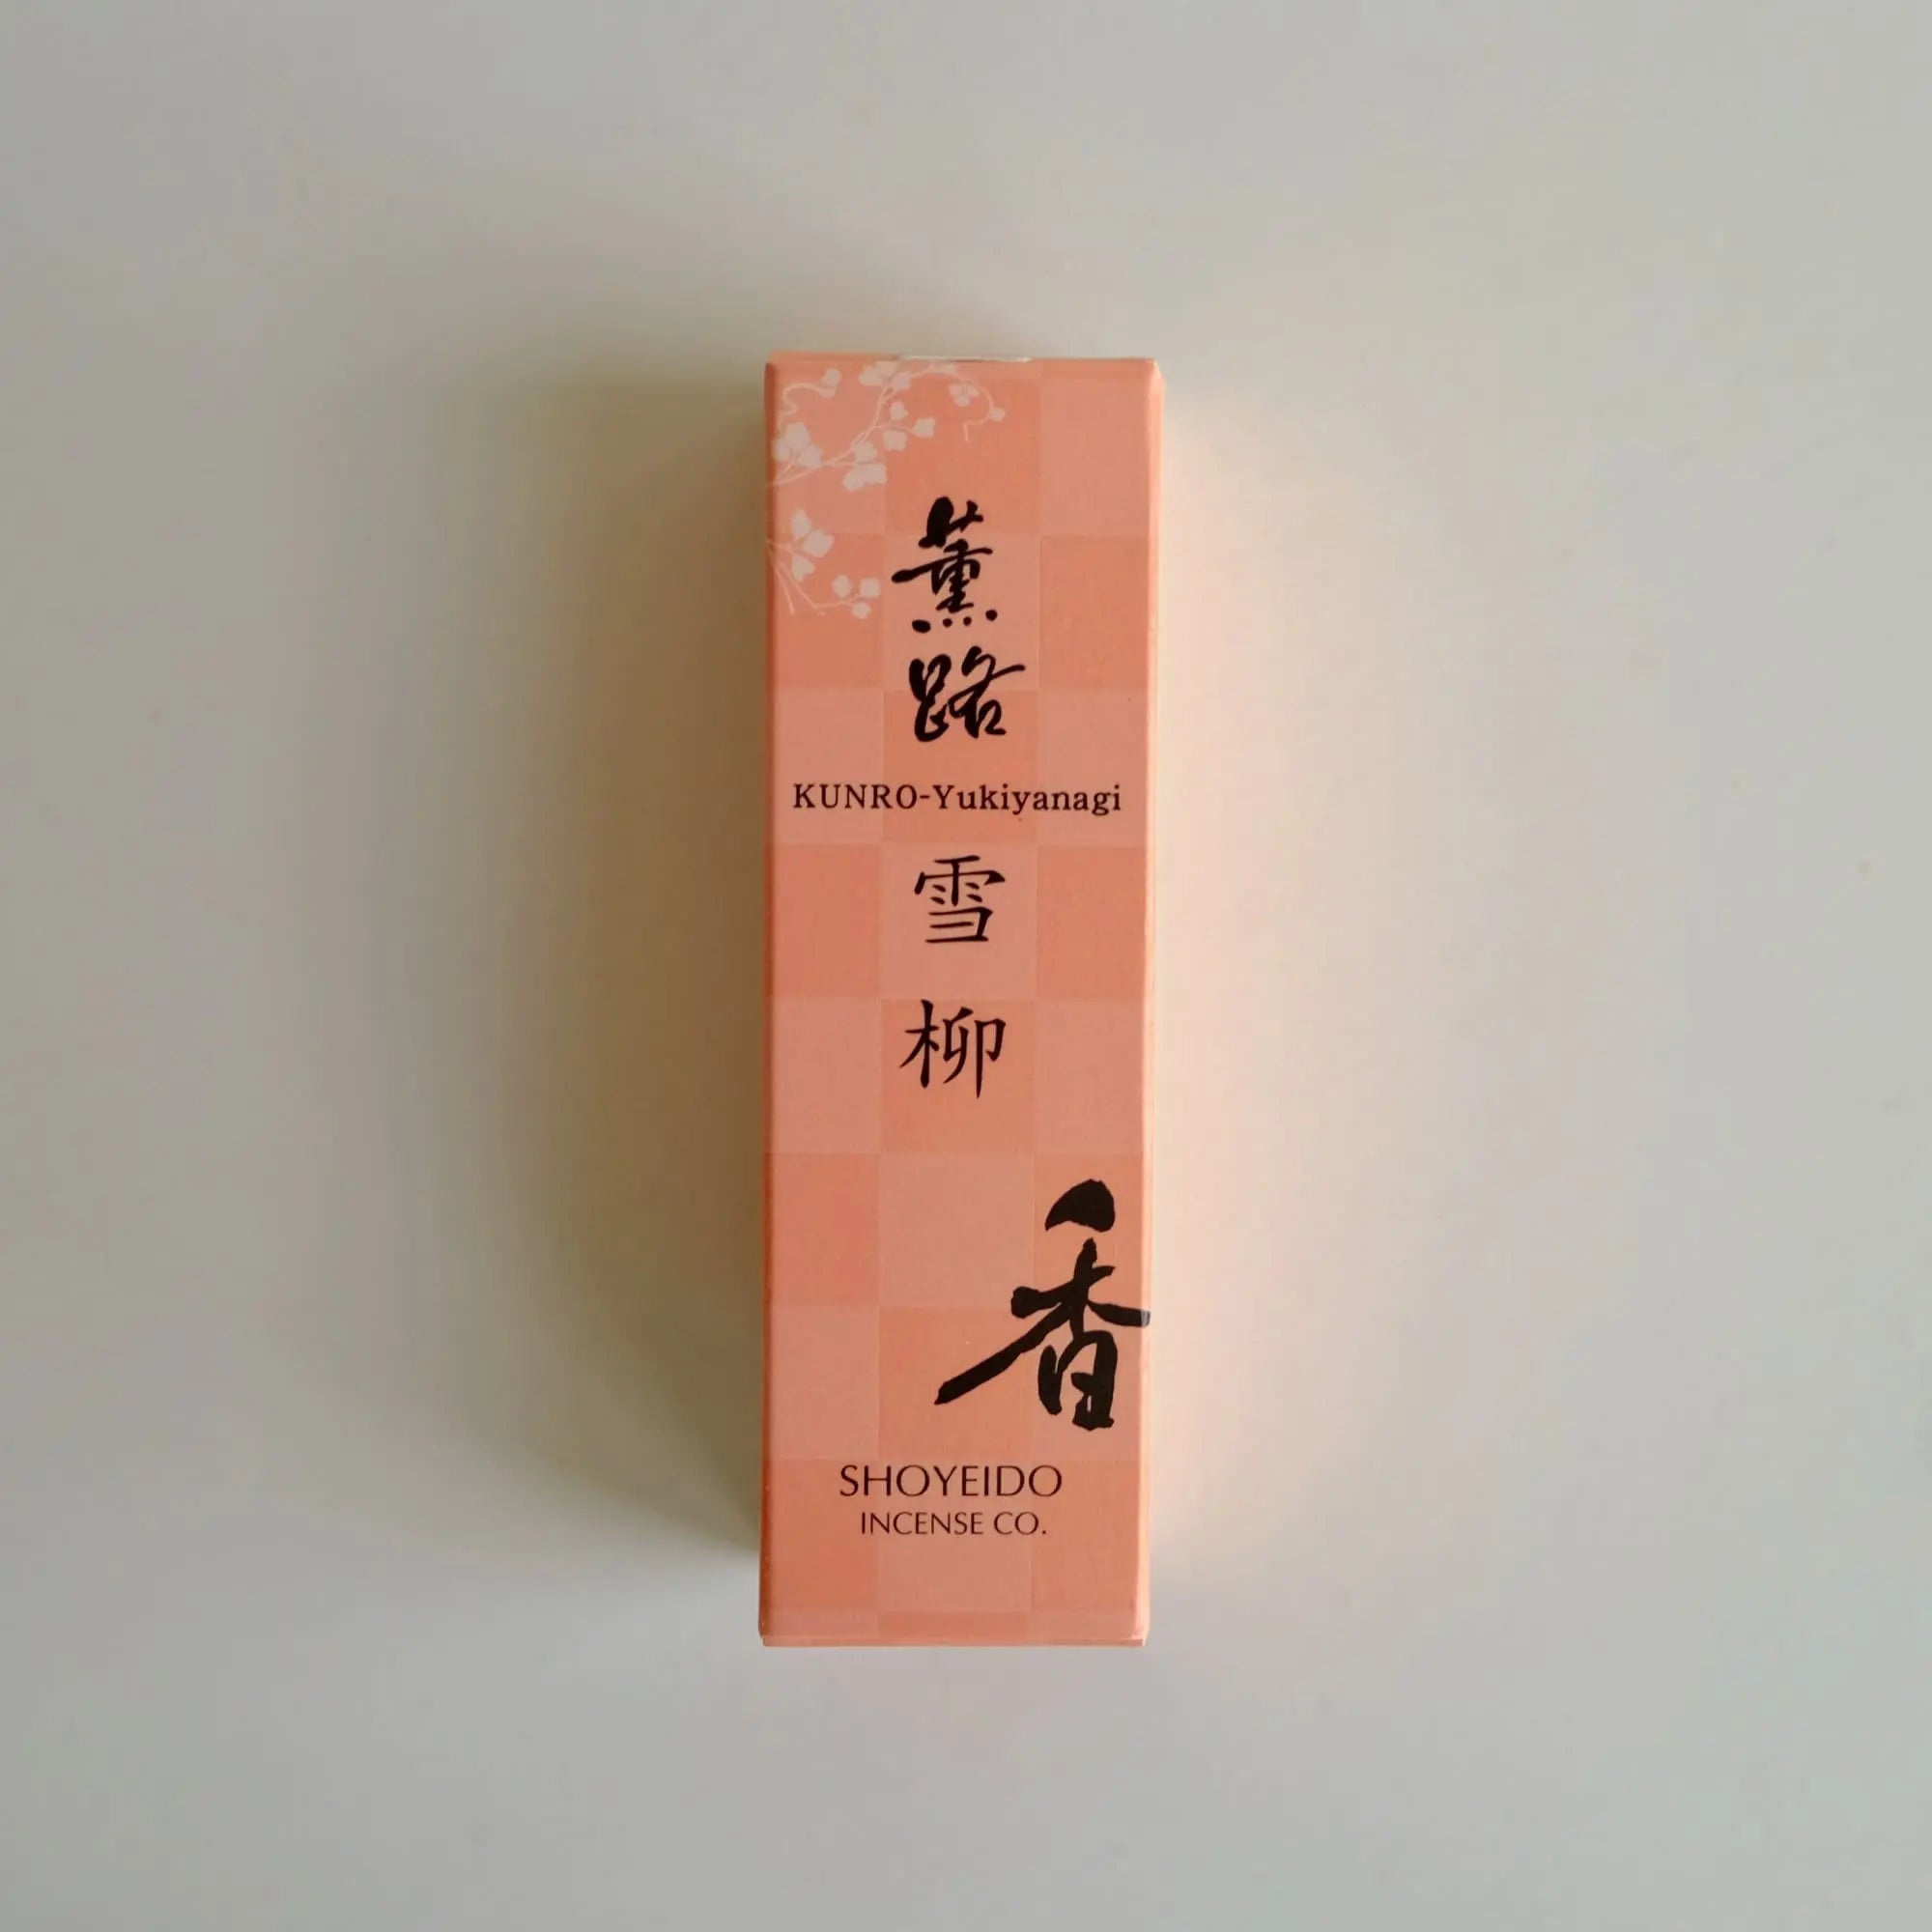 薫路
KUNRO-Yukiyanagi
雪柳
香
SHOYEIDO
INCENSE CO.